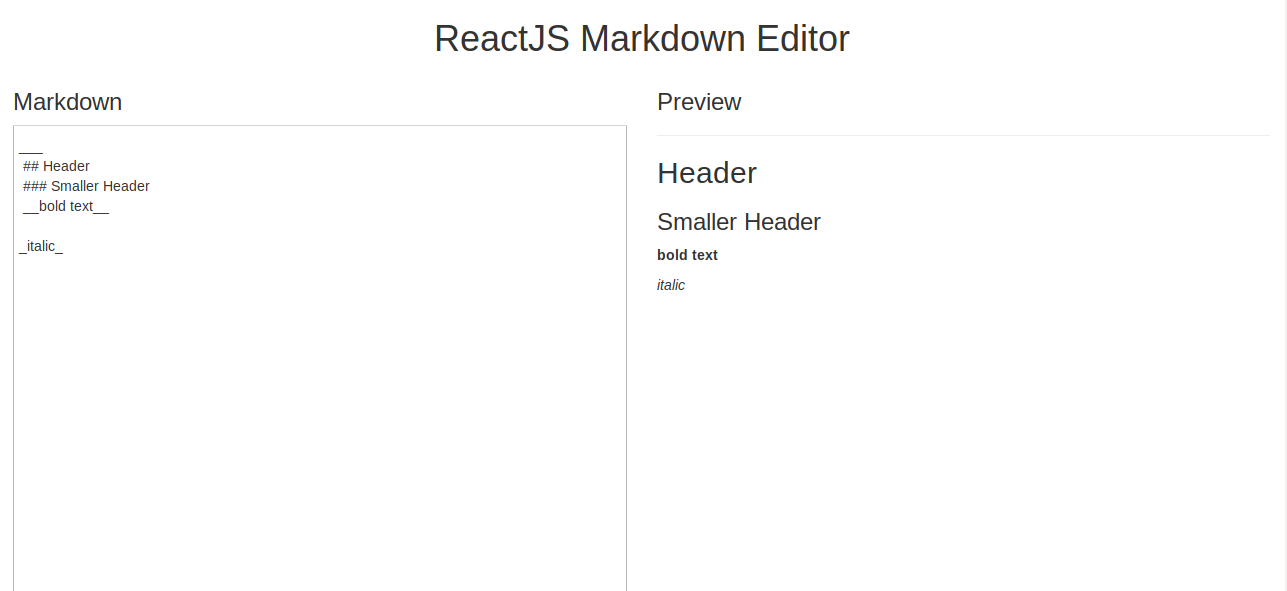 ReactJS Markdown Editor
Markdown
___
## Header
### Smaller Header
__bold text__
_italic_
Preview
Header
Smaller Header
bold text
italic